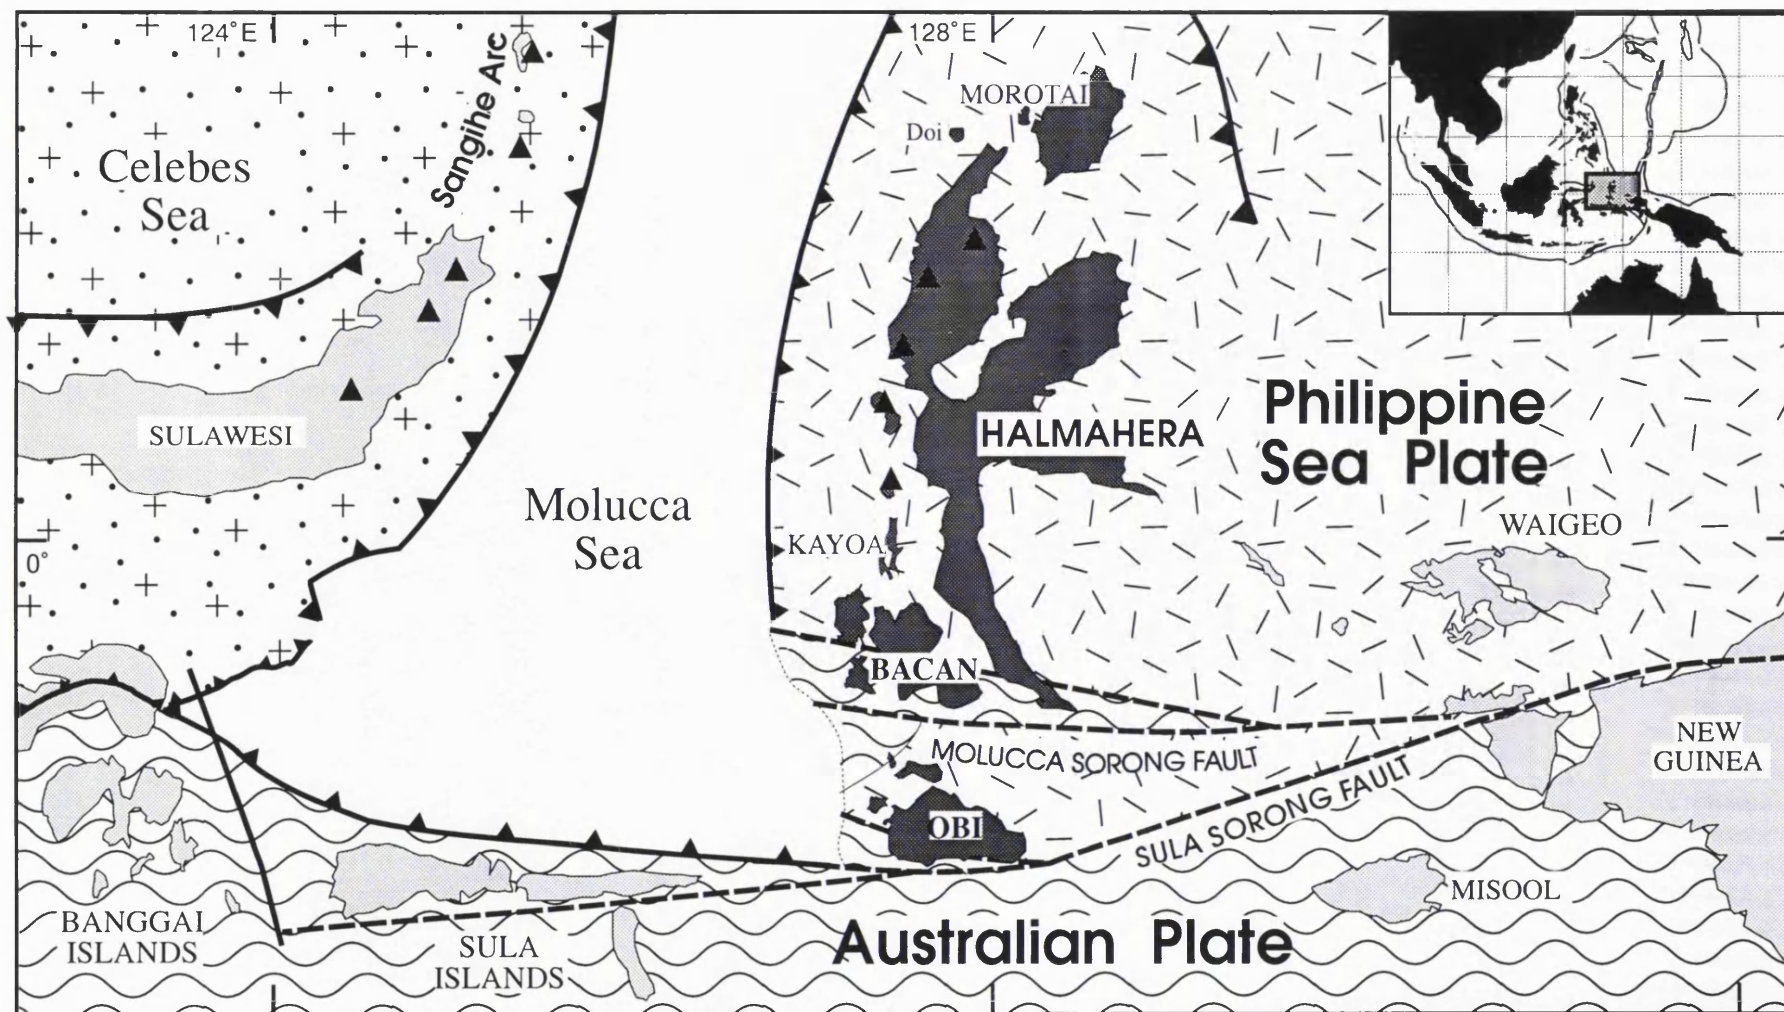 124°E
128°E
Sangihe Arc
MOROTAI
Doi
Celebes
Sea
Philippine
Sea Plate
HALMAHERA
SULAWESI
Molucca
Sea
WAIGEO
KAYOA
0°
BACAN
MOLUCCA SORONG FAULT
NEW
GUINEA
SULA SORONG FAULT
OBI
MISOOL
BANGGAI
ISLANDS
SULA
ISLANDS
Australian Plate